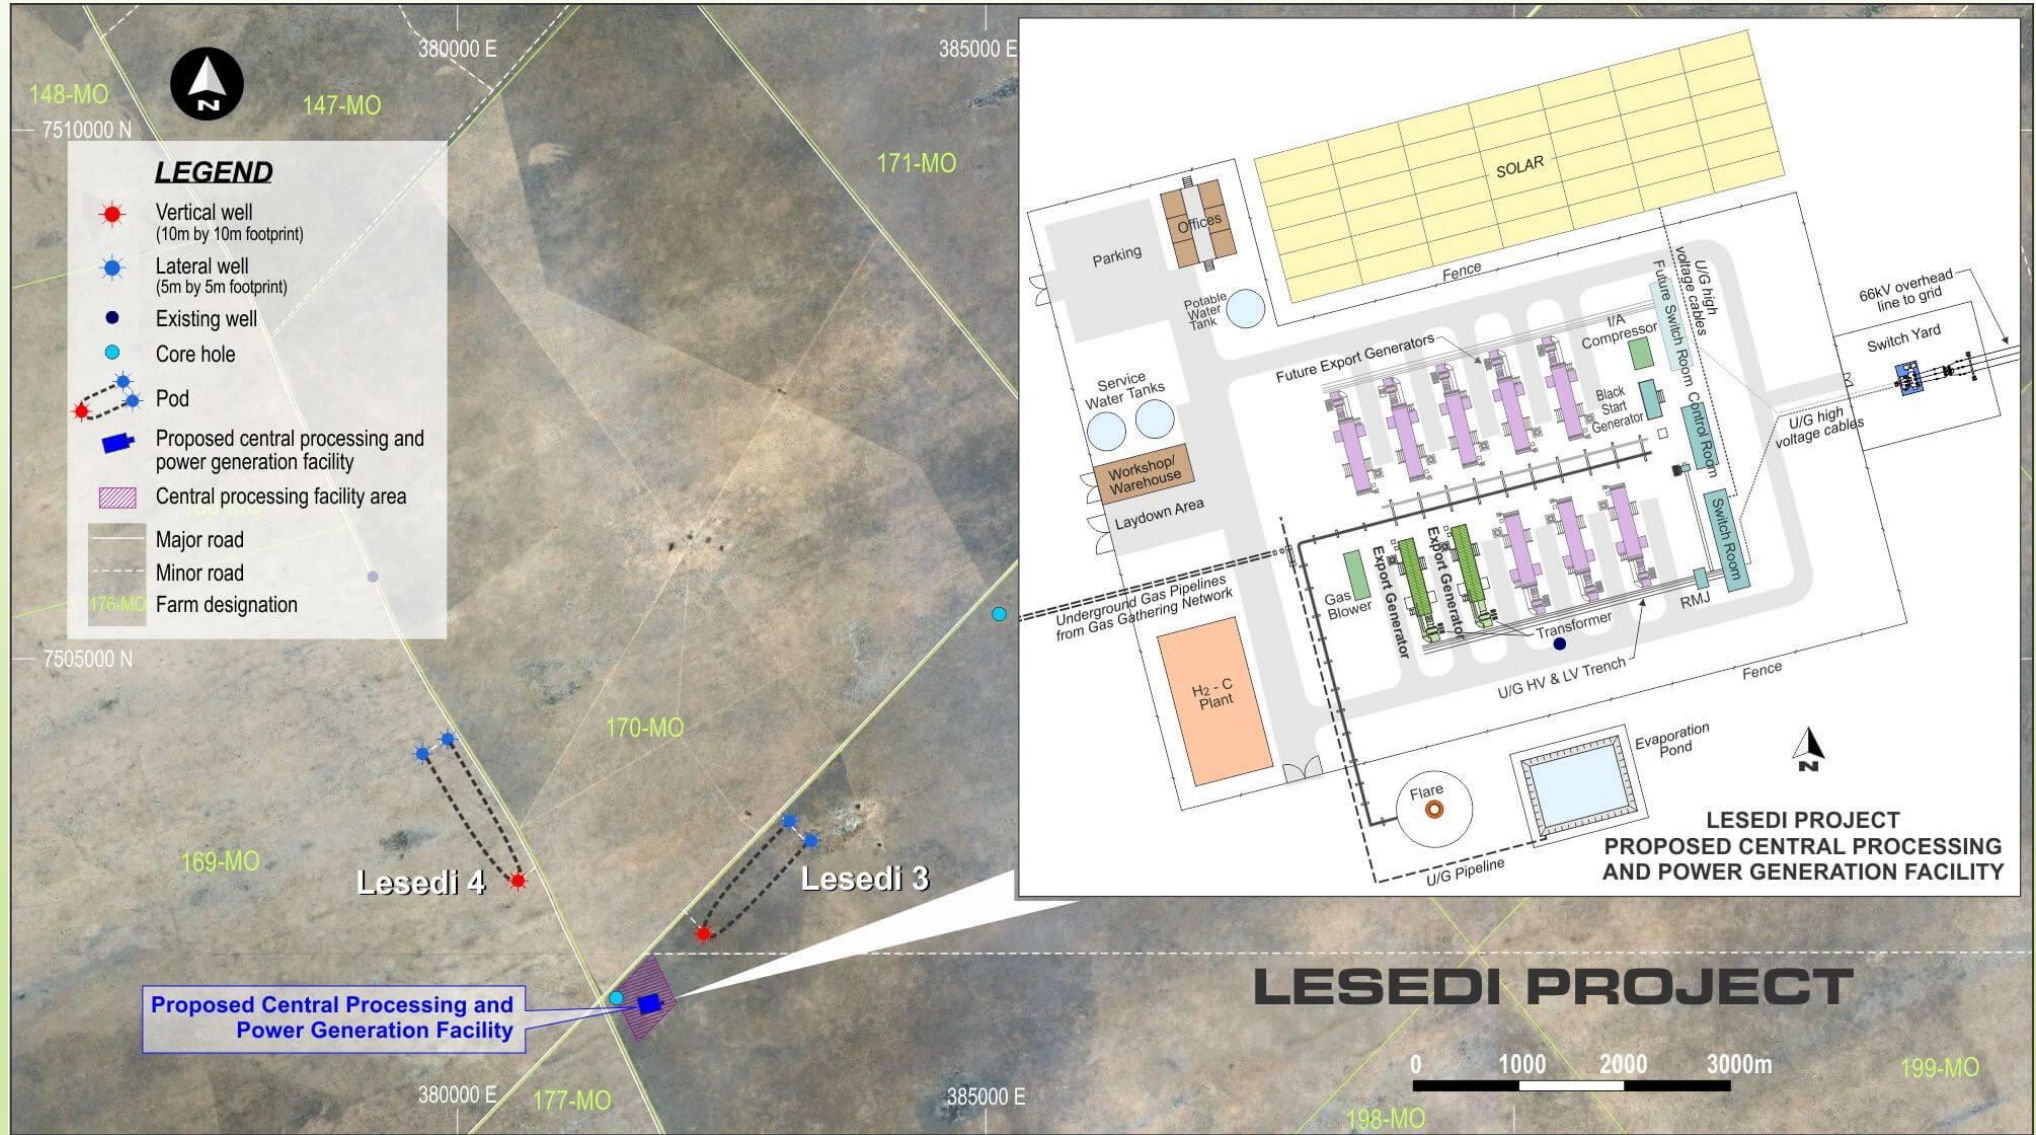 380000 E
385000 E
148-MO
147-MO
7510000 N
171-MO
N
LEGEND
Vertical well
(10m by 10m footprint)
Lateral well
(5m by 5m footprint)
Existing well
Core hole
Pod
Proposed central processing and
power generation facility
Central processing facility area
Major road
Minor road
176-MO
Farm designation
7505000 N
170-MO
169-MO
Lesedi 4
Lesedi 3
Proposed Central Processing and
Power Generation Facility
380000 E
177-MO
385000 E
LESEDI PROJECT
0
1000
2000
3000m
199-MO
198-MO
SOLAR
Offices
Parking
Fence
Potable
Water
Tank
U/G high
voltage cables
66kV overhead
line to grid
Switch Yard
Future Switch Room
I/A
Compressor
Future Export Generators
Service
Water Tanks
Black
Start
Generator
Control Room
U/G high
voltage cables
Workshop/
Warehouse
Laydown Area
Switch Room
Export Generator
Export Generator
Gas
Blower
Underground Gas Pipelines
from Gas Gathering Network
RMJ
Transformer
U/G HV & LV Trench
Fence
H2 - C
Plant
Evaporation
Pond
Flare
N
U/G Pipeline
LESEDI PROJECT
PROPOSED CENTRAL PROCESSING
AND POWER GENERATION FACILITY